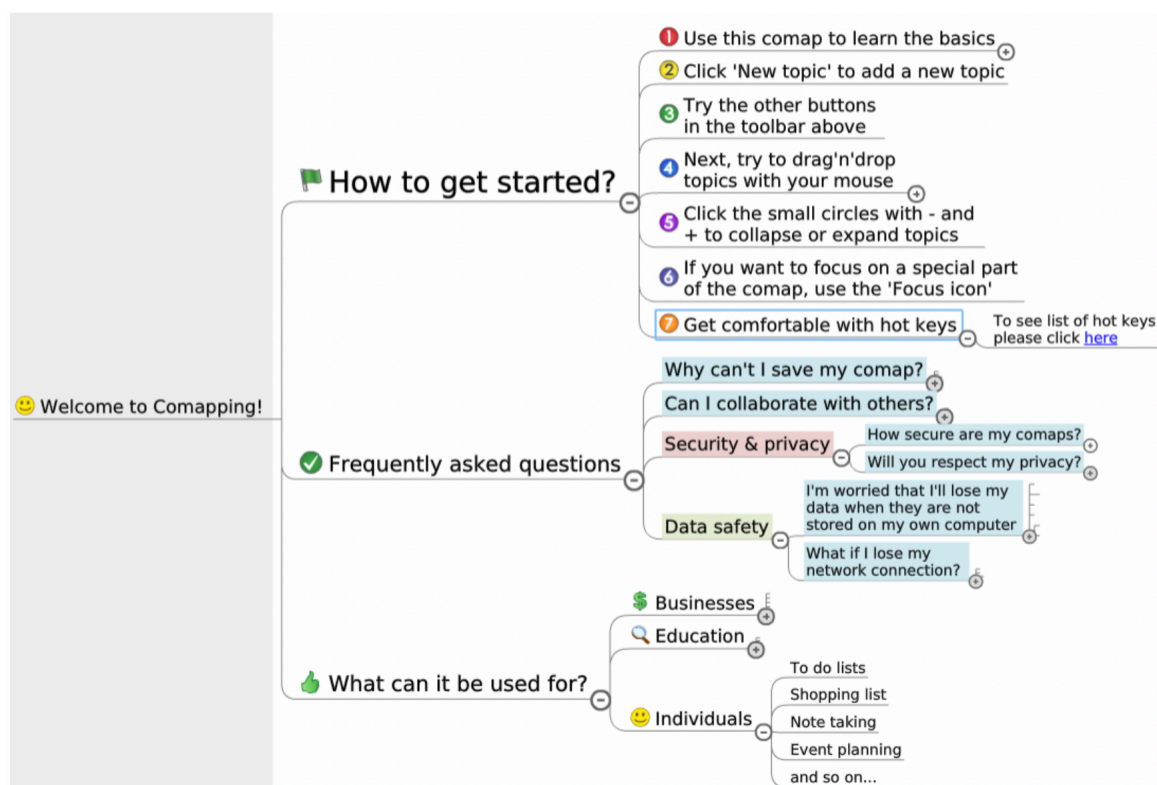 Welcome to Comapping!
How to get started?
1 Use this comap to learn the basics
2 Click 'New topic' to add a new topic
3 Try the other buttons
in the toolbar above
4 Next, try to drag'n'drop
topics with your mouse
5 Click the small circles with - and
+ to collapse or expand topics
6 If you want to focus on a special part
of the comap, use the 'Focus icon'
7 Get comfortable with hot keys
To see list of hot keys
please click here
Frequently asked questions
Why can't I save my comap?
Can I collaborate with others?
Security & privacy
How secure are my comaps?
Will you respect my privacy?
Data safety
I'm worried that I'll lose my
data when they are not
stored on my own computer
What if I lose my
network connection?
What can it be used for?
$ Businesses
Education
Individuals
To do lists
Shopping list
Note taking
Event planning
and so on...